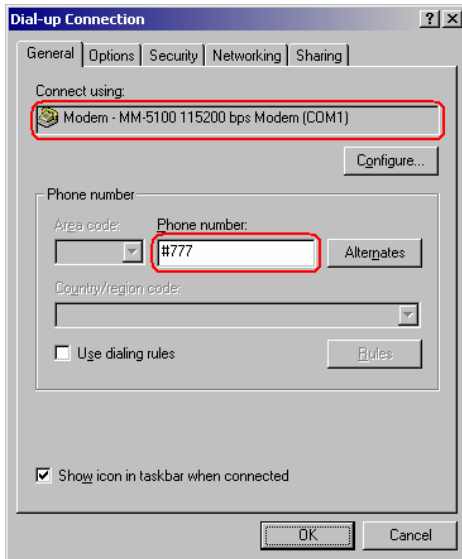 Dial-up Connection
General Options Security Networking Sharing
Connect using:
Modem - MM-5100 115200 bps Modem (COM1)
Configure...
Phone number
Area code: Phone number:
#777 Alternates
Country/region code:
Use dialing rules Rules
Show icon in taskbar when connected
OK Cancel